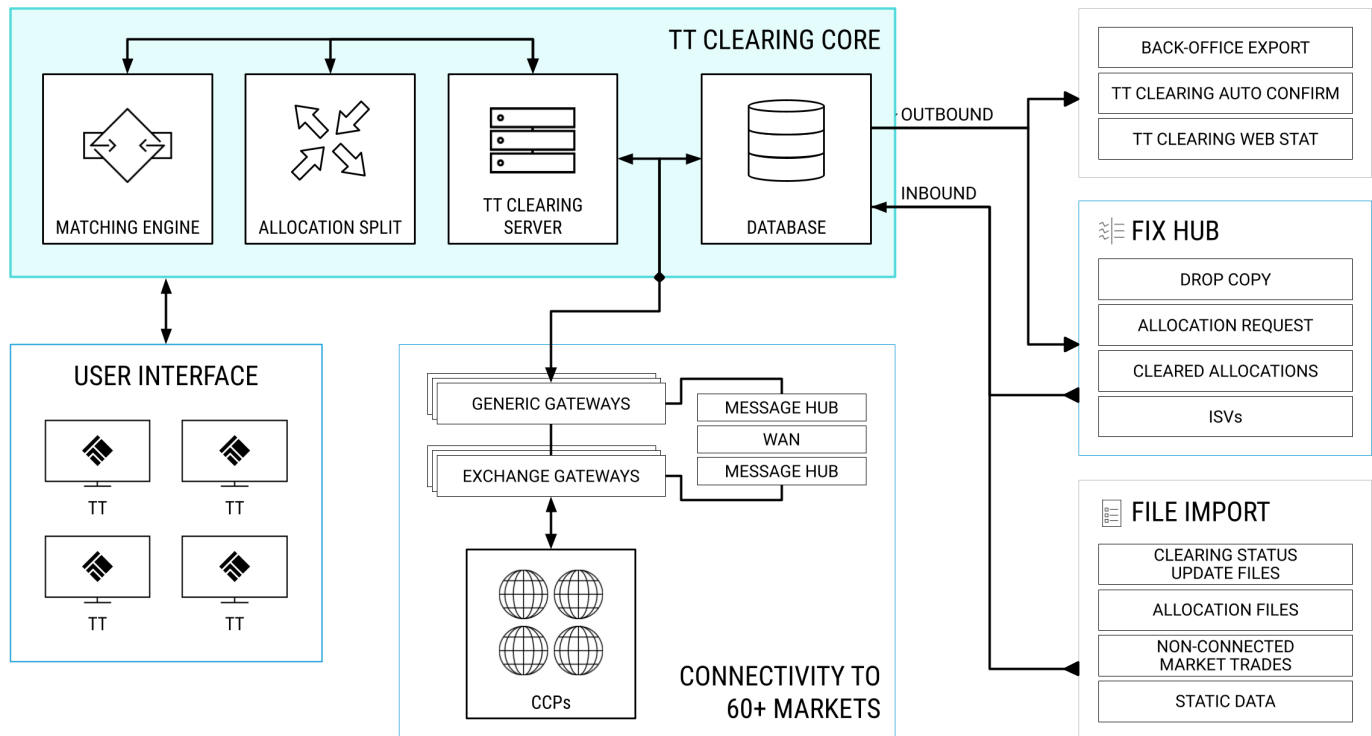 TT CLEARING CORE
MATCHING ENGINE
ALLOCATION SPLIT
TT CLEARING
SERVER
DATABASE
OUTBOUND
INBOUND
BACK-OFFICE EXPORT
TT CLEARING AUTO CONFIRM
TT CLEARING WEB STAT
FIX HUB
DROP COPY
ALLOCATION REQUEST
CLEARED ALLOCATIONS
ISVs
FILE IMPORT
CLEARING STATUS
UPDATE FILES
ALLOCATION FILES
NON-CONNECTED
MARKET TRADES
STATIC DATA
USER INTERFACE
TT
TT
TT
TT
GENERIC GATEWAYS
EXCHANGE GATEWAYS
MESSAGE HUB
WAN
MESSAGE HUB
CCPs
CONNECTIVITY TO
60+ MARKETS